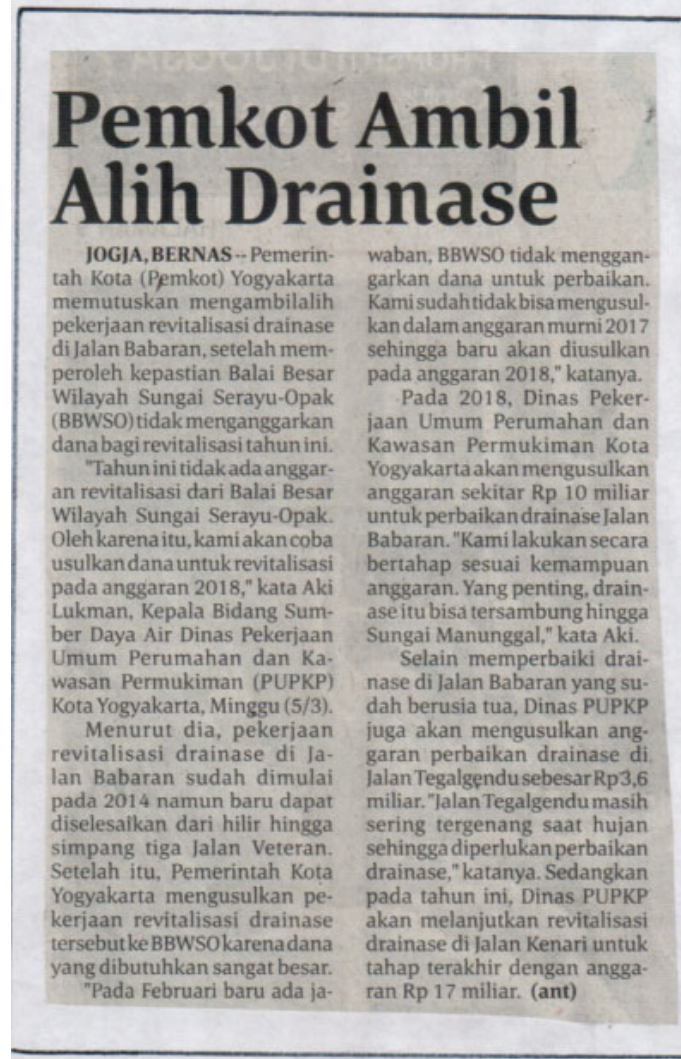 Pemkot Ambil
Alih Drainase
JOGJA, BERNAS -- Pemerin-
tah Kota (Pemkot) Yogyakarta
memutuskan mengambilalih
pekerjaan revitalisasi drainase
di Jalan Babaran, setelah mem-
peroleh kepastian Balai Besar
Wilayah Sungai Serayu-Opak
(BBWSO) tidak menganggarkan
dana bagi revitalisasi tahun ini.
"Tahun ini tidak ada anggar-
an revitalisasi dari Balai Besar
Wilayah Sungai Serayu-Opak.
Oleh karena itu, kami akan coba
usulkan dana untuk revitalisasi
pada anggaran 2018," kata Aki
Lukman, Kepala Bidang Sum-
ber Daya Air Dinas Pekerjaan
Umum Perumahan dan Ka-
wasan Permukiman (PUPKP)
Kota Yogyakarta, Minggu (5/3).
Menurut dia, pekerjaan
revitalisasi drainase di Ja-
lan Babaran sudah dimulai
pada 2014 namun baru dapat
diselesaikan dari hilir hingga
simpang tiga Jalan Veteran.
Setelah itu, Pemerintah Kota
Yogyakarta mengusulkan pe-
kerjaan revitalisasi drainase
tersebut ke BBWSO karena dana
yang dibutuhkan sangat besar.
"Pada Februari baru ada ja-
waban, BBWSO tidak menggan-
garkan dana untuk perbaikan.
Kami sudah tidak bisa mengusul-
kan dalam anggaran murni 2017
sehingga baru akan diusulkan
pada anggaran 2018," katanya.
Pada 2018, Dinas Peker-
jaan Umum Perumahan dan
Kawasan Permukiman Kota
Yogyakarta akan mengusulkan
anggaran sekitar Rp 10 miliar
untuk perbaikan drainase Jalan
Babaran. "Kami lakukan secara
bertahap sesuai kemampuan
anggaran. Yang penting, drain-
ase itu bisa tersambung hingga
Sungai Manunggal," kata Aki.
Selain memperbaiki drai-
nase di Jalan Babaran yang su-
dah berusia tua, Dinas PUPKP
juga akan mengusulkan ang-
garan perbaikan drainase di
Jalan Tegalgendu sebesar Rp 3,6
miliar. "Jalan Tegalgendu masih
sering tergenang saat hujan
sehingga diperlukan perbaikan
drainase," katanya. Sedangkan
pada tahun ini, Dinas PUPKP
akan melanjutkan revitalisasi
drainase di Jalan Kenari untuk
tahap terakhir dengan angga-
ran Rp 17 miliar. (ant)